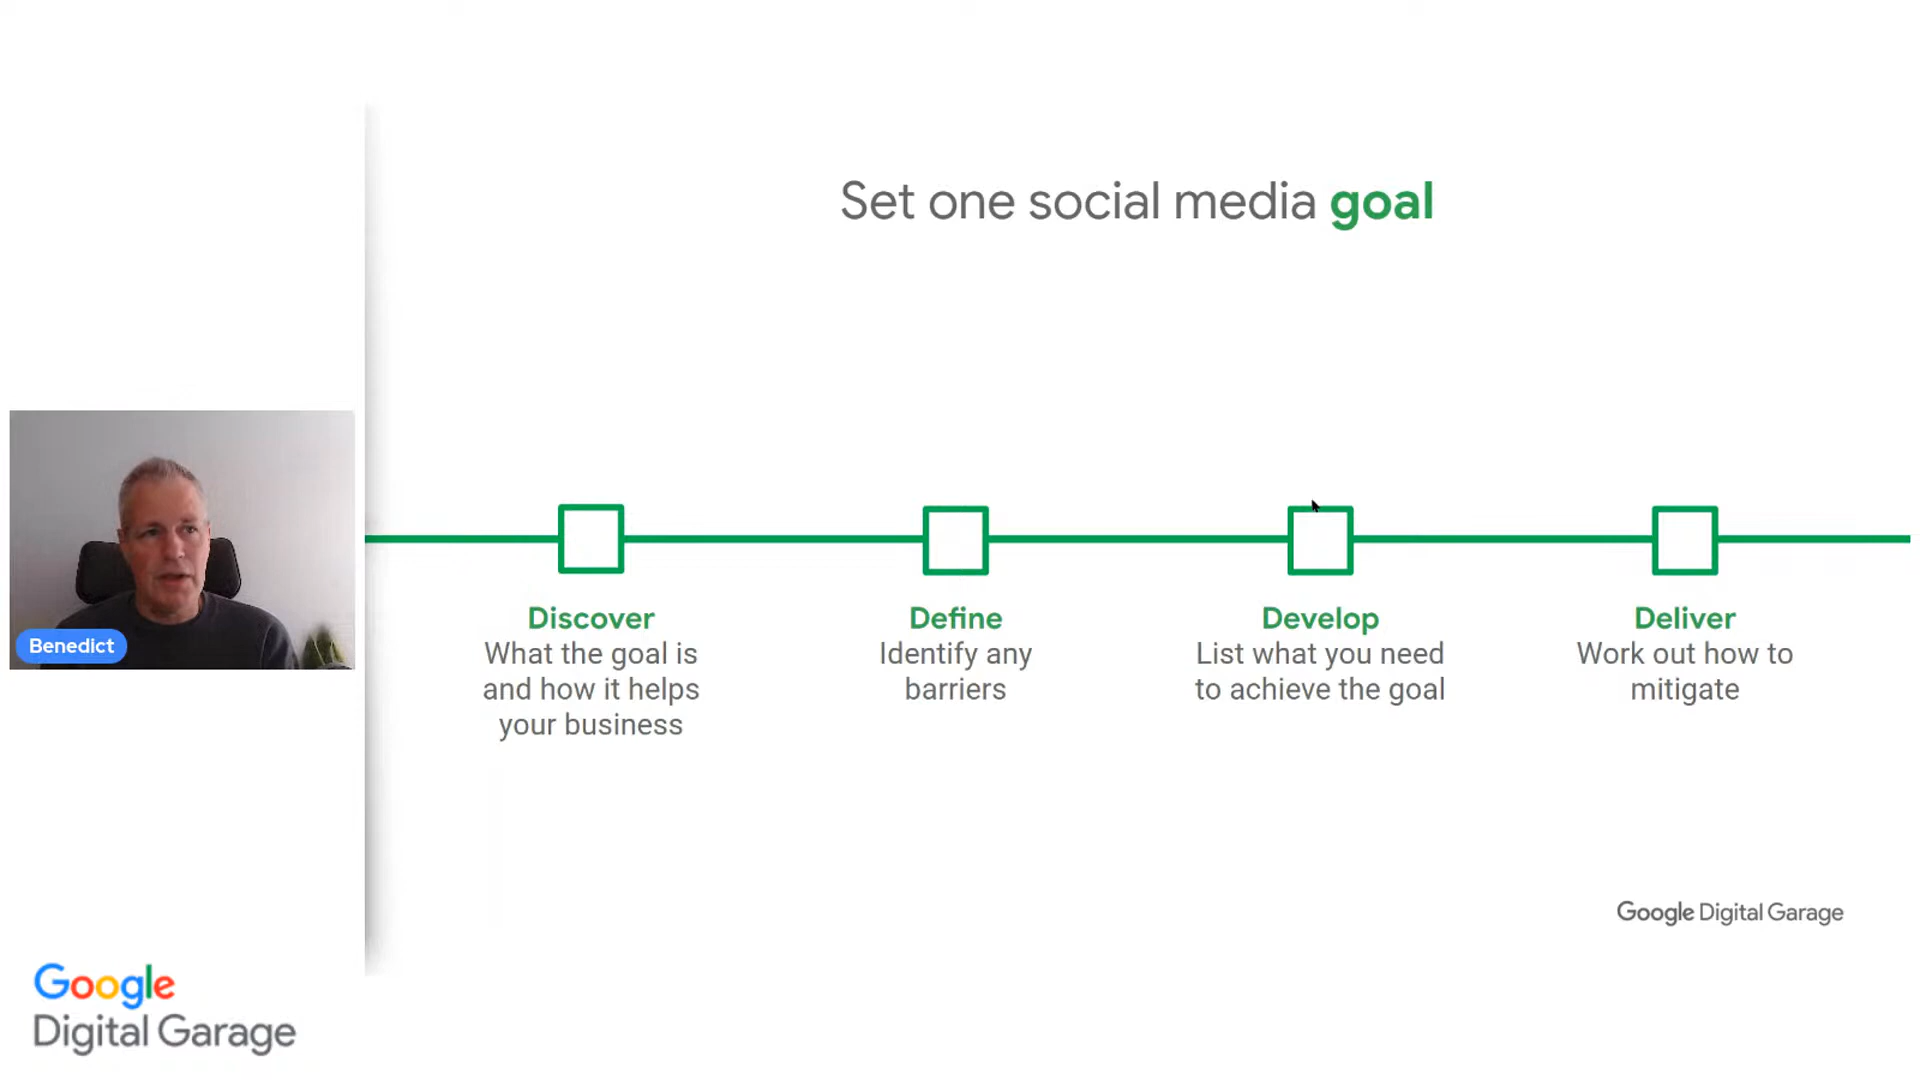 Set one social media goal
Discover
What the goal is
and how it helps
your business
Define
Identify any
barriers
Develop
List what you need
to achieve the goal
Deliver
Work out how to
mitigate
Benedict
Google Digital Garage
Google
Digital Garage